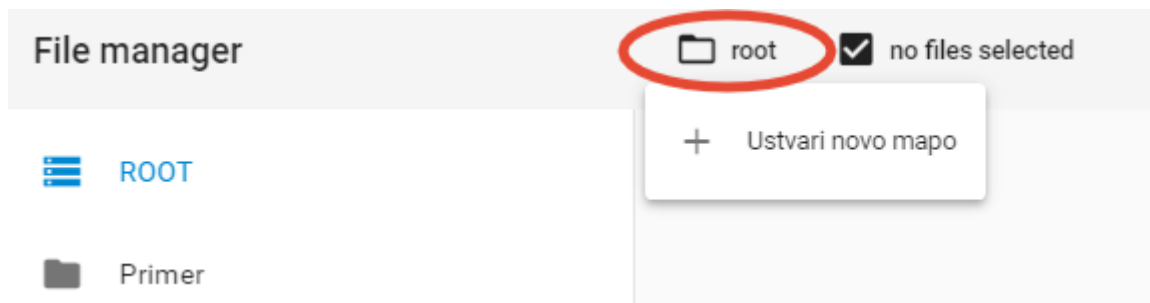 File manager
root
no files selected
Ustvari novo mapo
ROOT
Primer